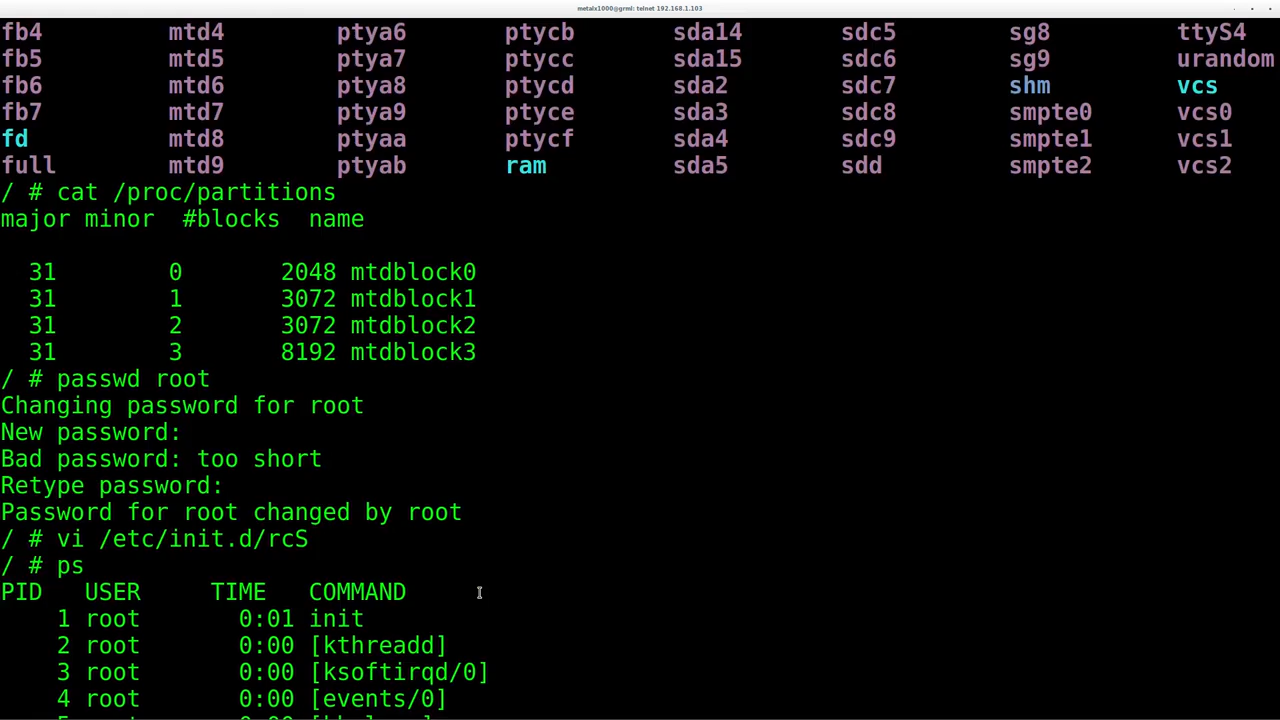 metalx1000@grml: telnet 192.168.1.103
fb4 mtd4 ptya6 ptycb sda14 sdc5 sg8 ttyS4
fb5 mtd5 ptya7 ptycc sda15 sdc6 sg9 urandom
fb6 mtd6 ptya8 ptycd sda2 sdc7 shm vcs
fb7 mtd7 ptya9 ptyce sda3 sdc8 smpte0 vcs0
fd mtd8 ptyaa ptycf sda4 sdc9 smpte1 vcs1
full mtd9 ptyab ram sda5 sdd smpte2 vcs2
/ # cat /proc/partitions
major minor #blocks name
31 0 2048 mtdblock0
31 1 3072 mtdblock1
31 2 3072 mtdblock2
31 3 8192 mtdblock3
/ # passwd root
Changing password for root
New password:
Bad password: too short
Retype password:
Password for root changed by root
/ # vi /etc/init.d/rcS
/ # ps
PID USER TIME COMMAND
1 root 0:01 init
2 root 0:00 [kthreadd]
3 root 0:00 [ksoftirqd/0]
4 root 0:00 [events/0]